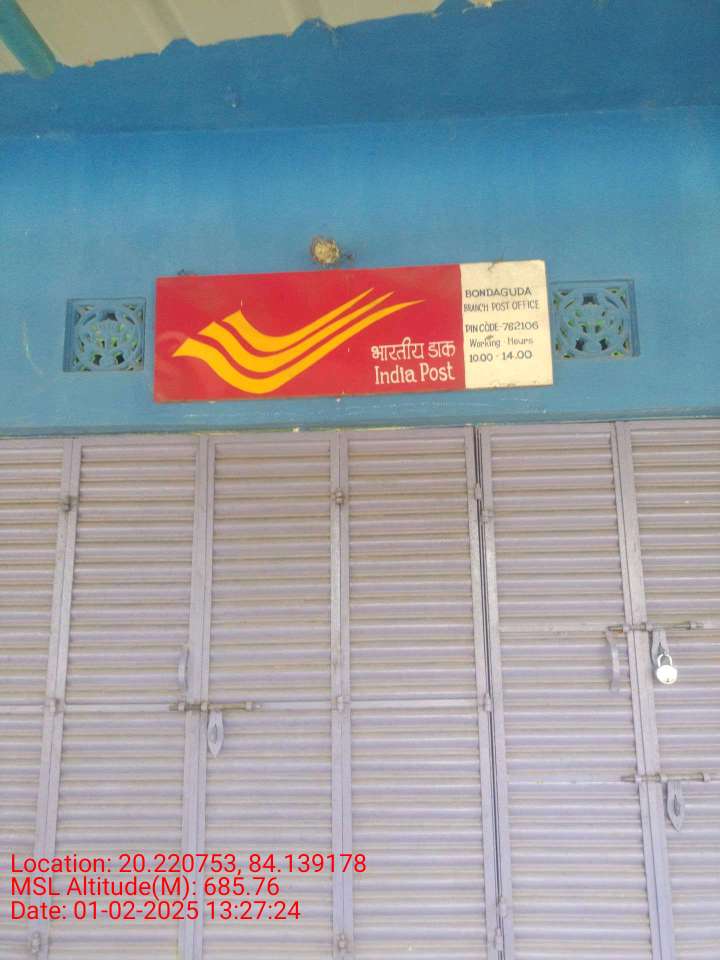 भारतीय डाक
India Post
BONDAGUDA
BRANCH POST OFFICE
PIN CODE-762106
Working Hours
10.00 - 14.00
Location: 20.220753, 84.139178
MSL Altitude(M): 685.76
Date: 01-02-2025 13:27:24